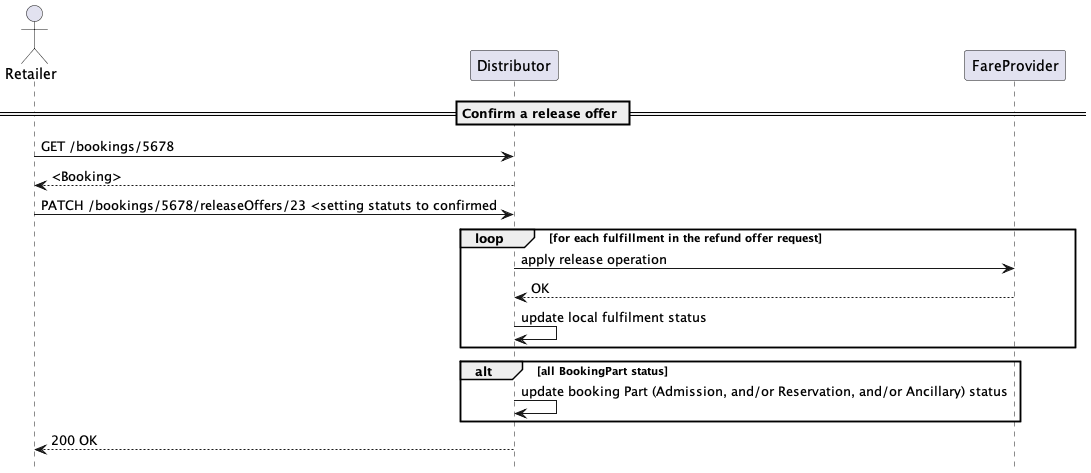 Retailer
Distributor
FareProvider
Confirm a release offer
GET /bookings/5678
<Booking>
PATCH /bookings/5678/releaseOffers/23 <setting statuts to confirmed
loop [for each fulfillment in the refund offer request]
apply release operation
OK
update local fulfilment status
alt [all BookingPart status]
update booking Part (Admission, and/or Reservation, and/or Ancillary) status
200 OK